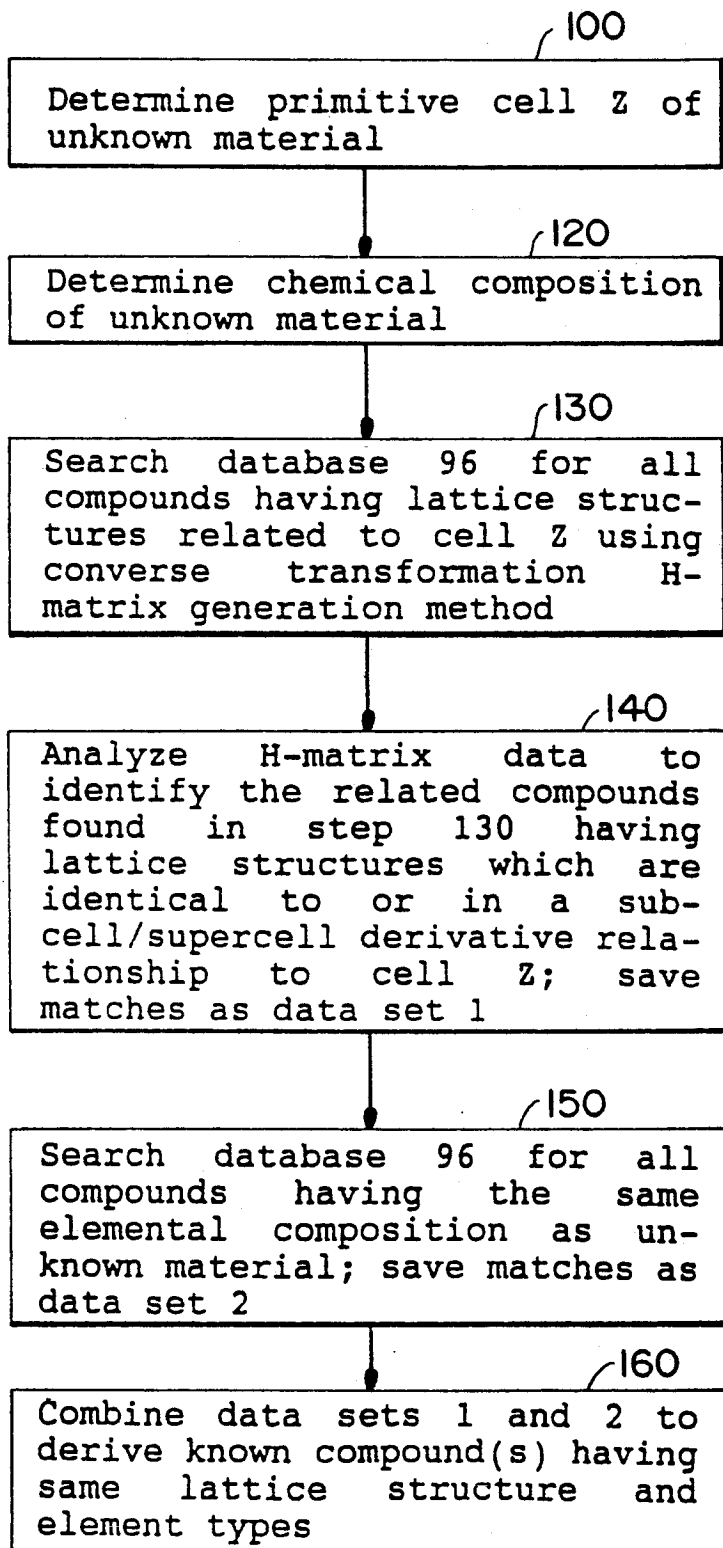 100
Determine primitive cell Z of
unknown material
120
Determine chemical composition
of unknown material
130
Search database 96 for all
compounds having lattice struc-
tures related to cell Z using
converse transformation H-
matrix generation method
140
Analyze H-matrix data to
identify the related compounds
found in step 130 having
lattice structures which are
identical to or in a sub-
cell/supercell derivative rela-
tionship to cell Z; save
matches as data set 1
150
Search database 96 for all
compounds having the same
elemental composition as un-
known material; save matches as
data set 2
160
Combine data sets 1 and 2 to
derive known compound(s) having
same lattice structure and
element types